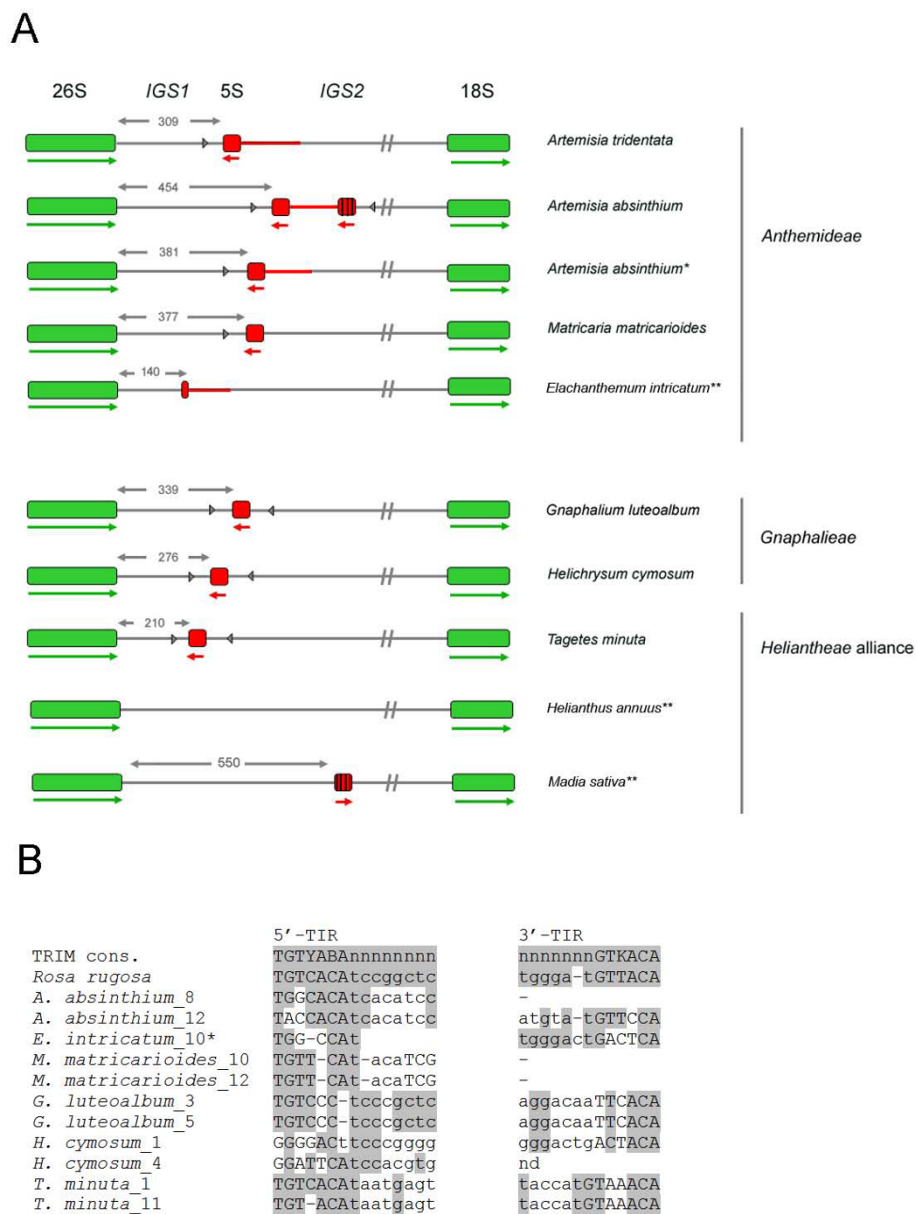 A
26S IGS1 5S IGS2 18S
309
Artemisia tridentata
454
Artemisia absinthium
Anthemideae
381
Artemisia absinthium*
377
Matricaria matricarioides
140
Elachanthemum intricatum**
339
Gnaphalium luteoalbum
Gnaphalieae
276
Helichrysum cymosum
210
Tagetes minuta
Heliantheae alliance
Helianthus annuus**
550
Madia sativa**
B
5′-TIR 3′-TIR
TRIM cons. TGTYABAnnnnnnnn nnnnnnnGTKACA
Rosa rugosa TGTCACAtccggctc tggga-tGTTACA
A. absinthium_8 TGGCACAtcacatcc -
A. absinthium_12 TACCACAtcacatcc atgta-tGTTCCA
E. intricatum_10* TGG-CCAt tgggactGACTCA
M. matricarioides_10 TGTT-CAt-acaTCG -
M. matricarioides_12 TGTT-CAt-acaTCG -
G. luteoalbum_3 TGTCCC-tcccgctc aggacaaTTCACA
G. luteoalbum_5 TGTCCC-tcccgctc aggacaaTTCACA
H. cymosum_1 GGGGACttcccgggg gggactgACTACA
H. cymosum_4 GGATTCAtccacgtg nd
T. minuta_1 TGTCACAtaatgagt taccatGTAAACA
T. minuta_11 TGT-ACAtaatgagt taccatGTAAACA